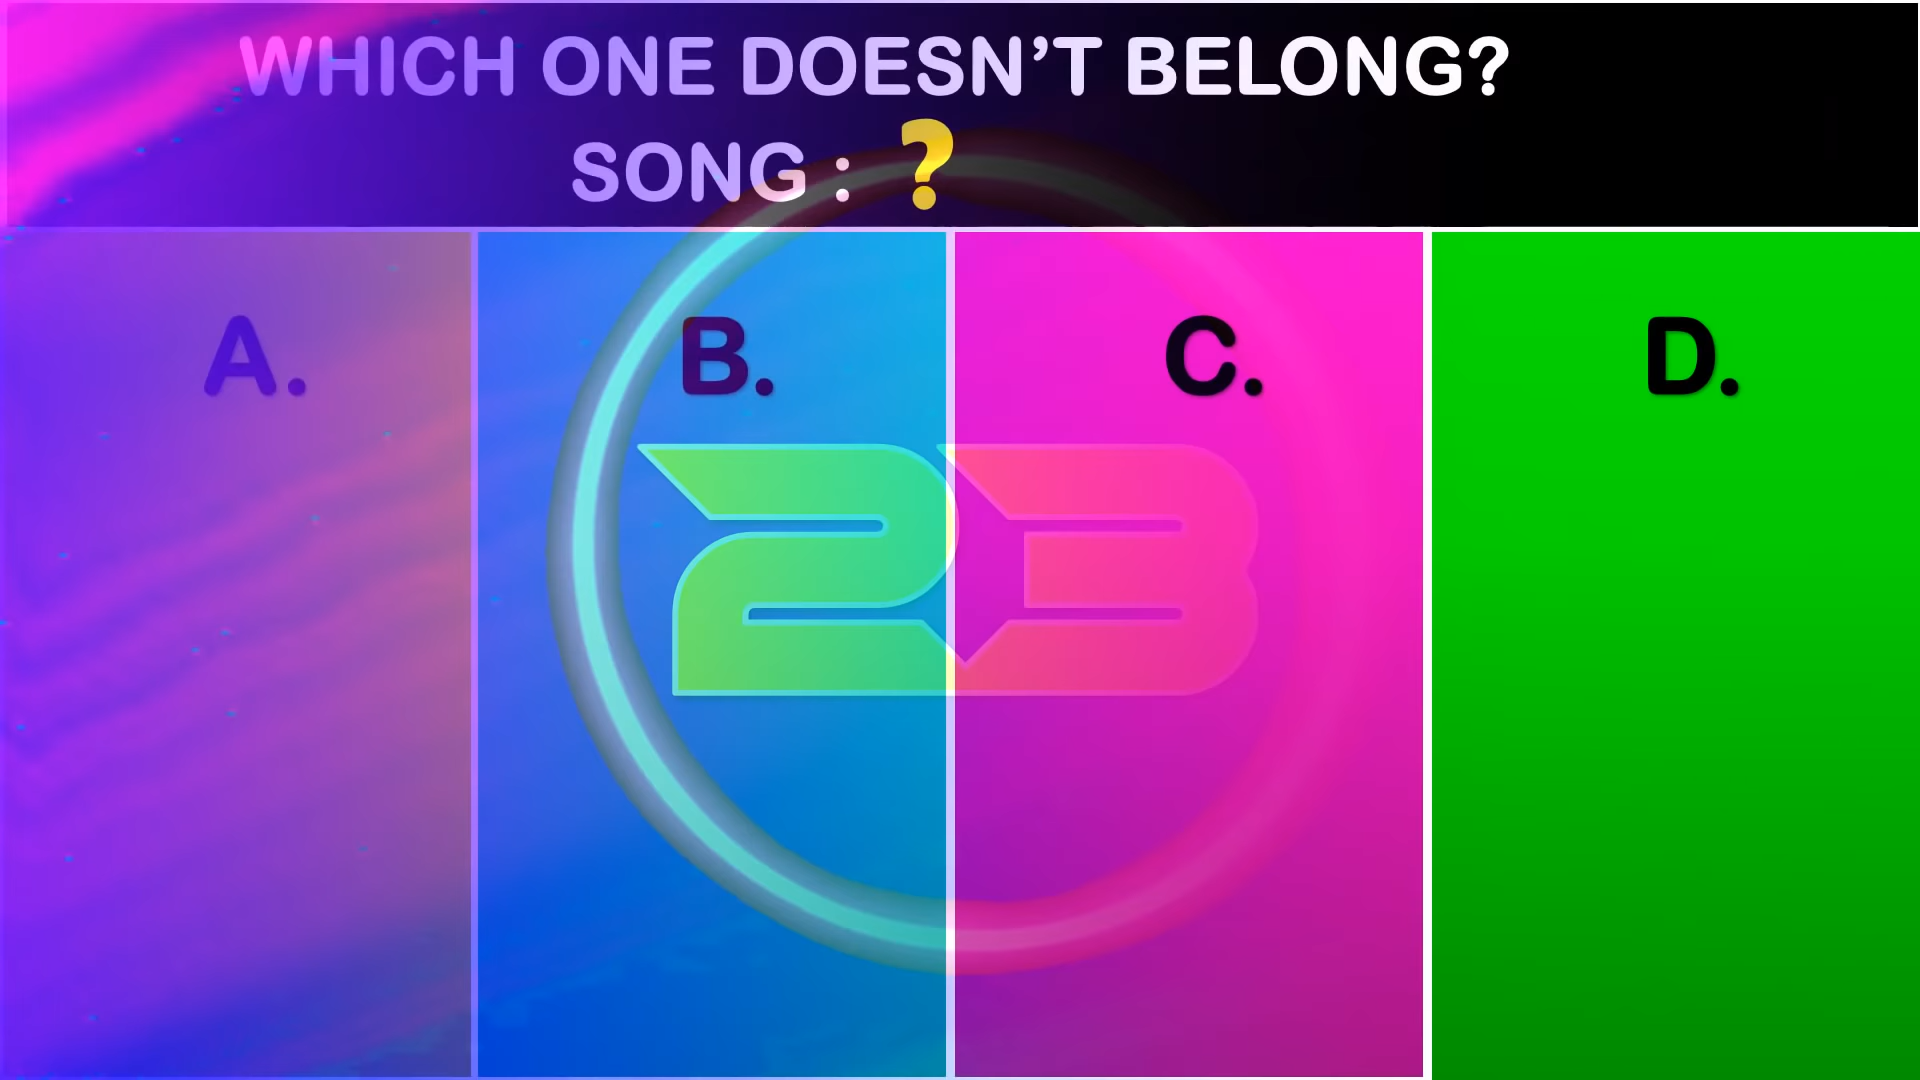 WHICH ONE DOESN’T BELONG?
SONG : ?
A. B. C. D.
23